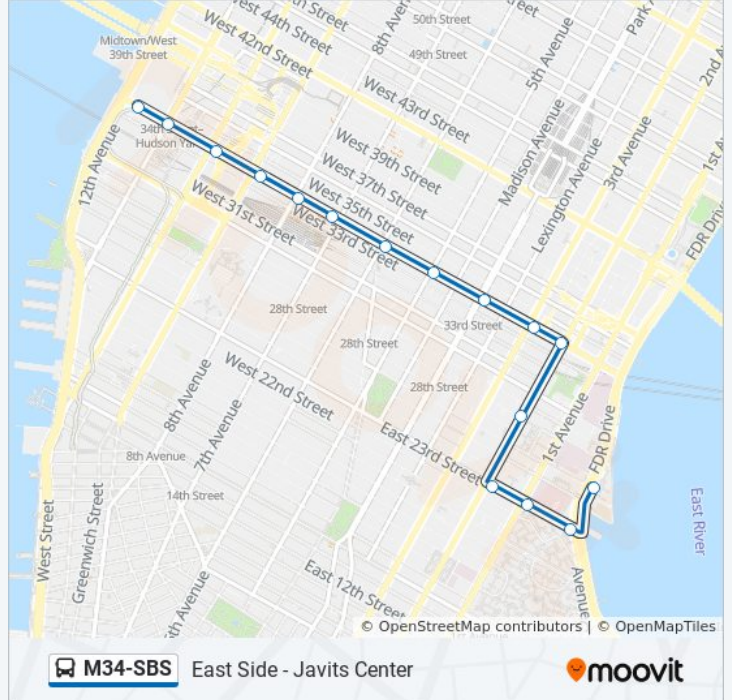 50th Street
8th Aven
5th Avenue
Park
2nd A
West 44th Street
West 42nd Street
Midtown/West
39th Street
49th Street
West 43rd Street
Madison Avenue
3rd Avenue
1st A
34th Street-
Hudson Yar
12th Avenue
West 39th Street
West 37th Street
West 35th Street
Lexington Avenue
West 31st Street
West 33rd Street
FDR Drive
28th Street
33rd Street
28th Street
28th Street
West 22nd Street
8th Avenue
7th Avenue
East 23rd Street
1st Avenue
FDR Drive
8th Avenue
14th Street
East River
West Street
Greenwich Street
East 12th Street
Avenue
5th Avenue
© OpenStreetMap contributors | © OpenMapTiles
M34-SBS East Side - Javits Center
moovit